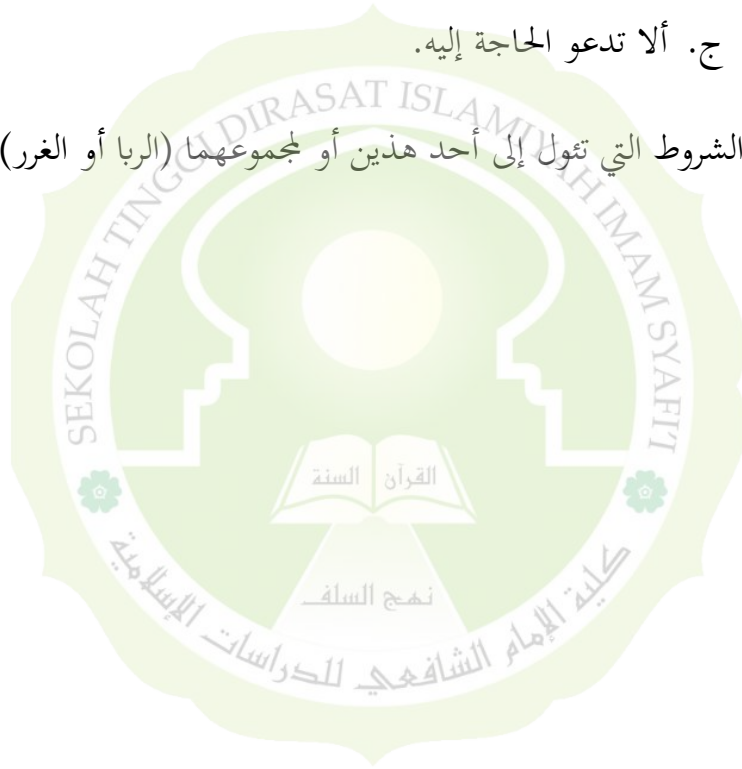 ج. ألا تدعو الحاجة إليه.
الشروط التي تئول إلى أحد هذين أو لمجموعهما (الربا أو الغرر)
SEKOLAH TINGGI DIRASAT ISLAMIYAH IMAM SYAFI'I
السنة القرآن
نهج السلف
كلية الإمام الشافعي للدراسات الإسلامية